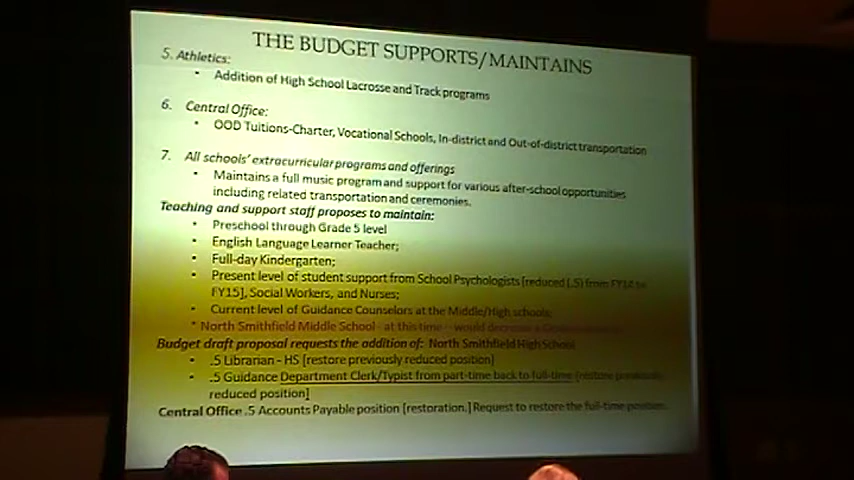 THE BUDGET SUPPORTS/MAINTAINS
5. Athletics:
• Addition of High School Lacrosse and Track programs
6. Central Office:
• OOD Tuitions-Charter, Vocational Schools, In-district and Out-of-district transportation
7. All schools' extracurricular programs and offerings
• Maintains a full music program and support for various after-school opportunities
including related transportation and ceremonies.
Teaching and support staff proposes to maintain:
• Preschool through Grade 5 level
• English Language Learner Teacher;
• Full-day Kindergarten;
• Present level of student support from School Psychologists [reduced (.5) from FY14 to
FY15], Social Workers, and Nurses;
• Current level of Guidance Counselors at the Middle/High schools;
* North Smithfield Middle School - at this time - would decrease a
Budget draft proposal requests the addition of: North Smithfield High School
• .5 Librarian - HS [restore previously reduced position]
• .5 Guidance Department Clerk/Typist from part-time back to full-time [restore previously
reduced position]
Central Office .5 Accounts Payable position [restoration.] Request to restore the full-time position.